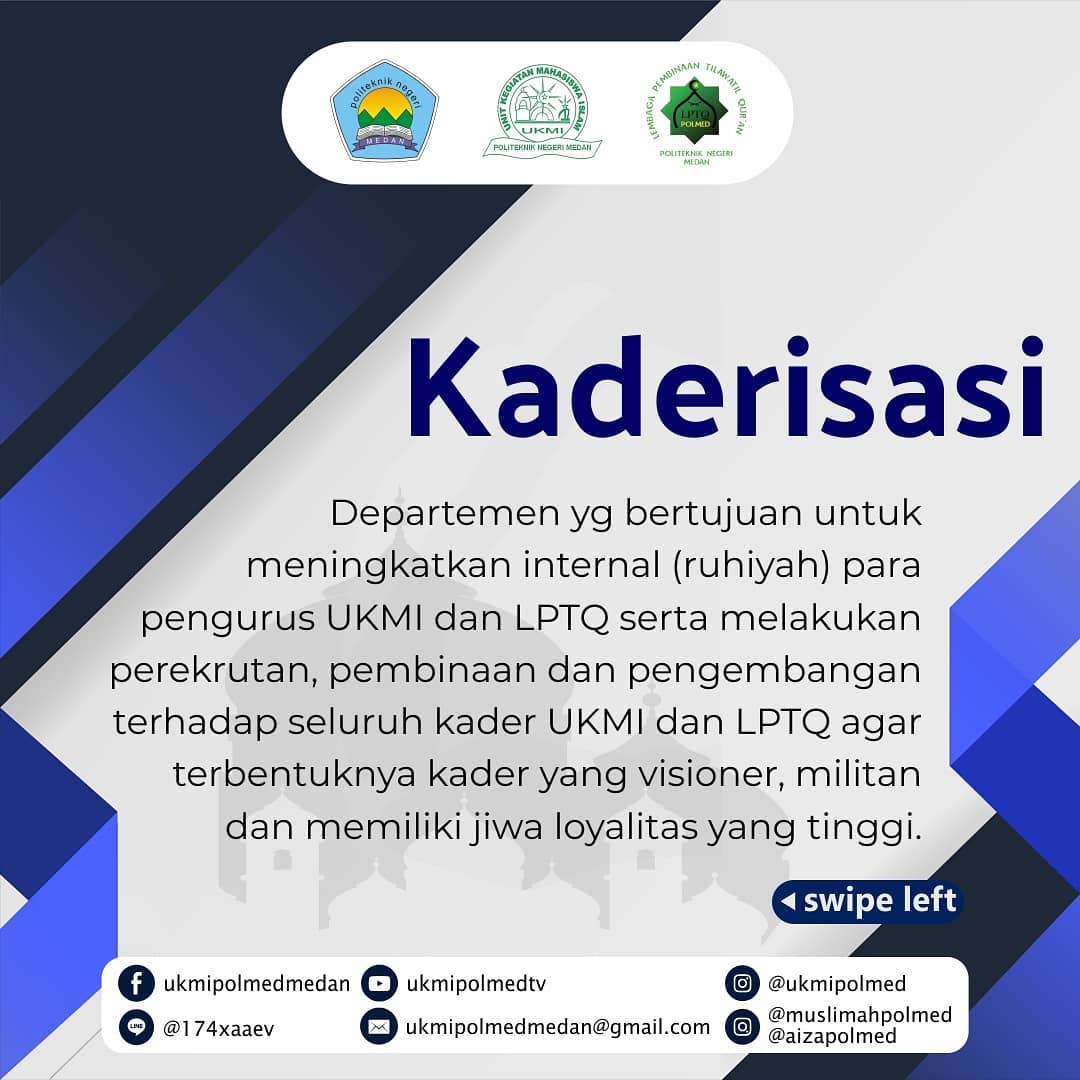 politeknik negeri
MEDAN
UNIT KEGIATAN MAHASISWA ISLAM
UKMI
POLITEKNIK NEGERI MEDAN
LEMBAGA PEMBINAAN TILAWATIL QUR'AN
LPTQ
POLMED
POLITEKNIK NEGERI
MEDAN
Kaderisasi
Departemen yg bertujuan untuk
meningkatkan internal (ruhiyah) para
pengurus UKMI dan LPTQ serta melakukan
perekrutan, pembinaan dan pengembangan
terhadap seluruh kader UKMI dan LPTQ agar
terbentuknya kader yang visioner, militan
dan memiliki jiwa loyalitas yang tinggi.
swipe left
ukmipolmedmedan
ukmipolmedtv
@ukmipolmed
LINE
@174xaaev
ukmipolmedmedan@gmail.com
@muslimahpolmed
@aizapolmed